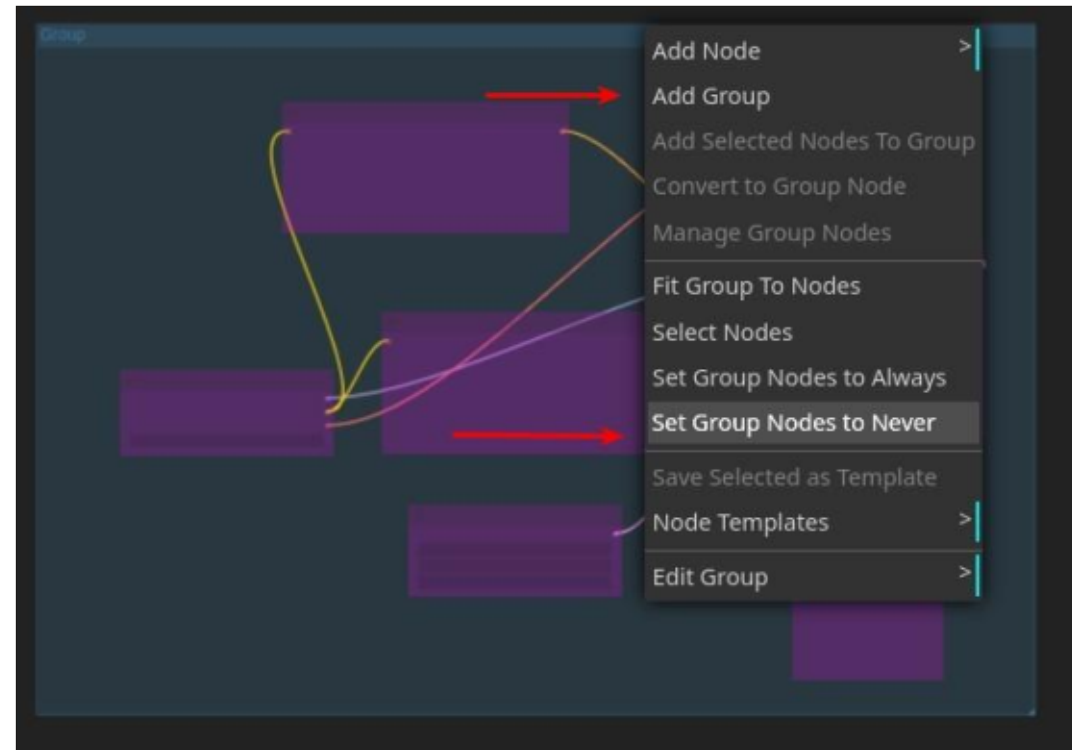 Group
Add Node >
Add Group
Add Selected Nodes To Group
Convert to Group Node
Manage Group Nodes
Fit Group To Nodes
Select Nodes
Set Group Nodes to Always
Set Group Nodes to Never
Save Selected as Template
Node Templates >
Edit Group >